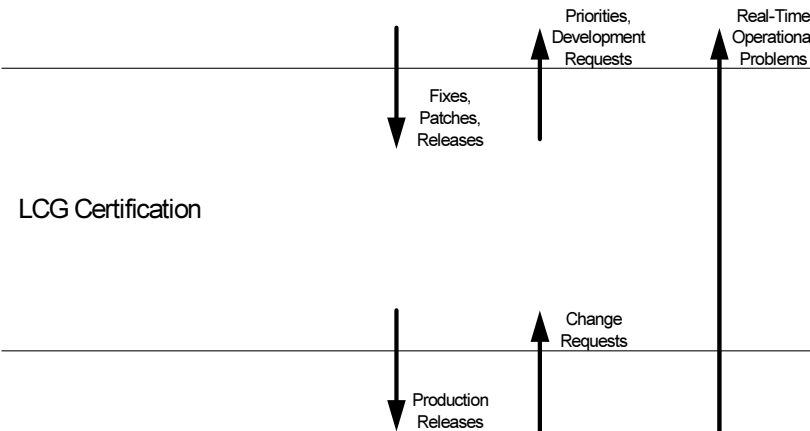 Priorities,
Development
Requests
Real-Time
Operationa
Problems
Fixes,
Patches,
Releases
LCG Certification
Change
Requests
Production
Releases